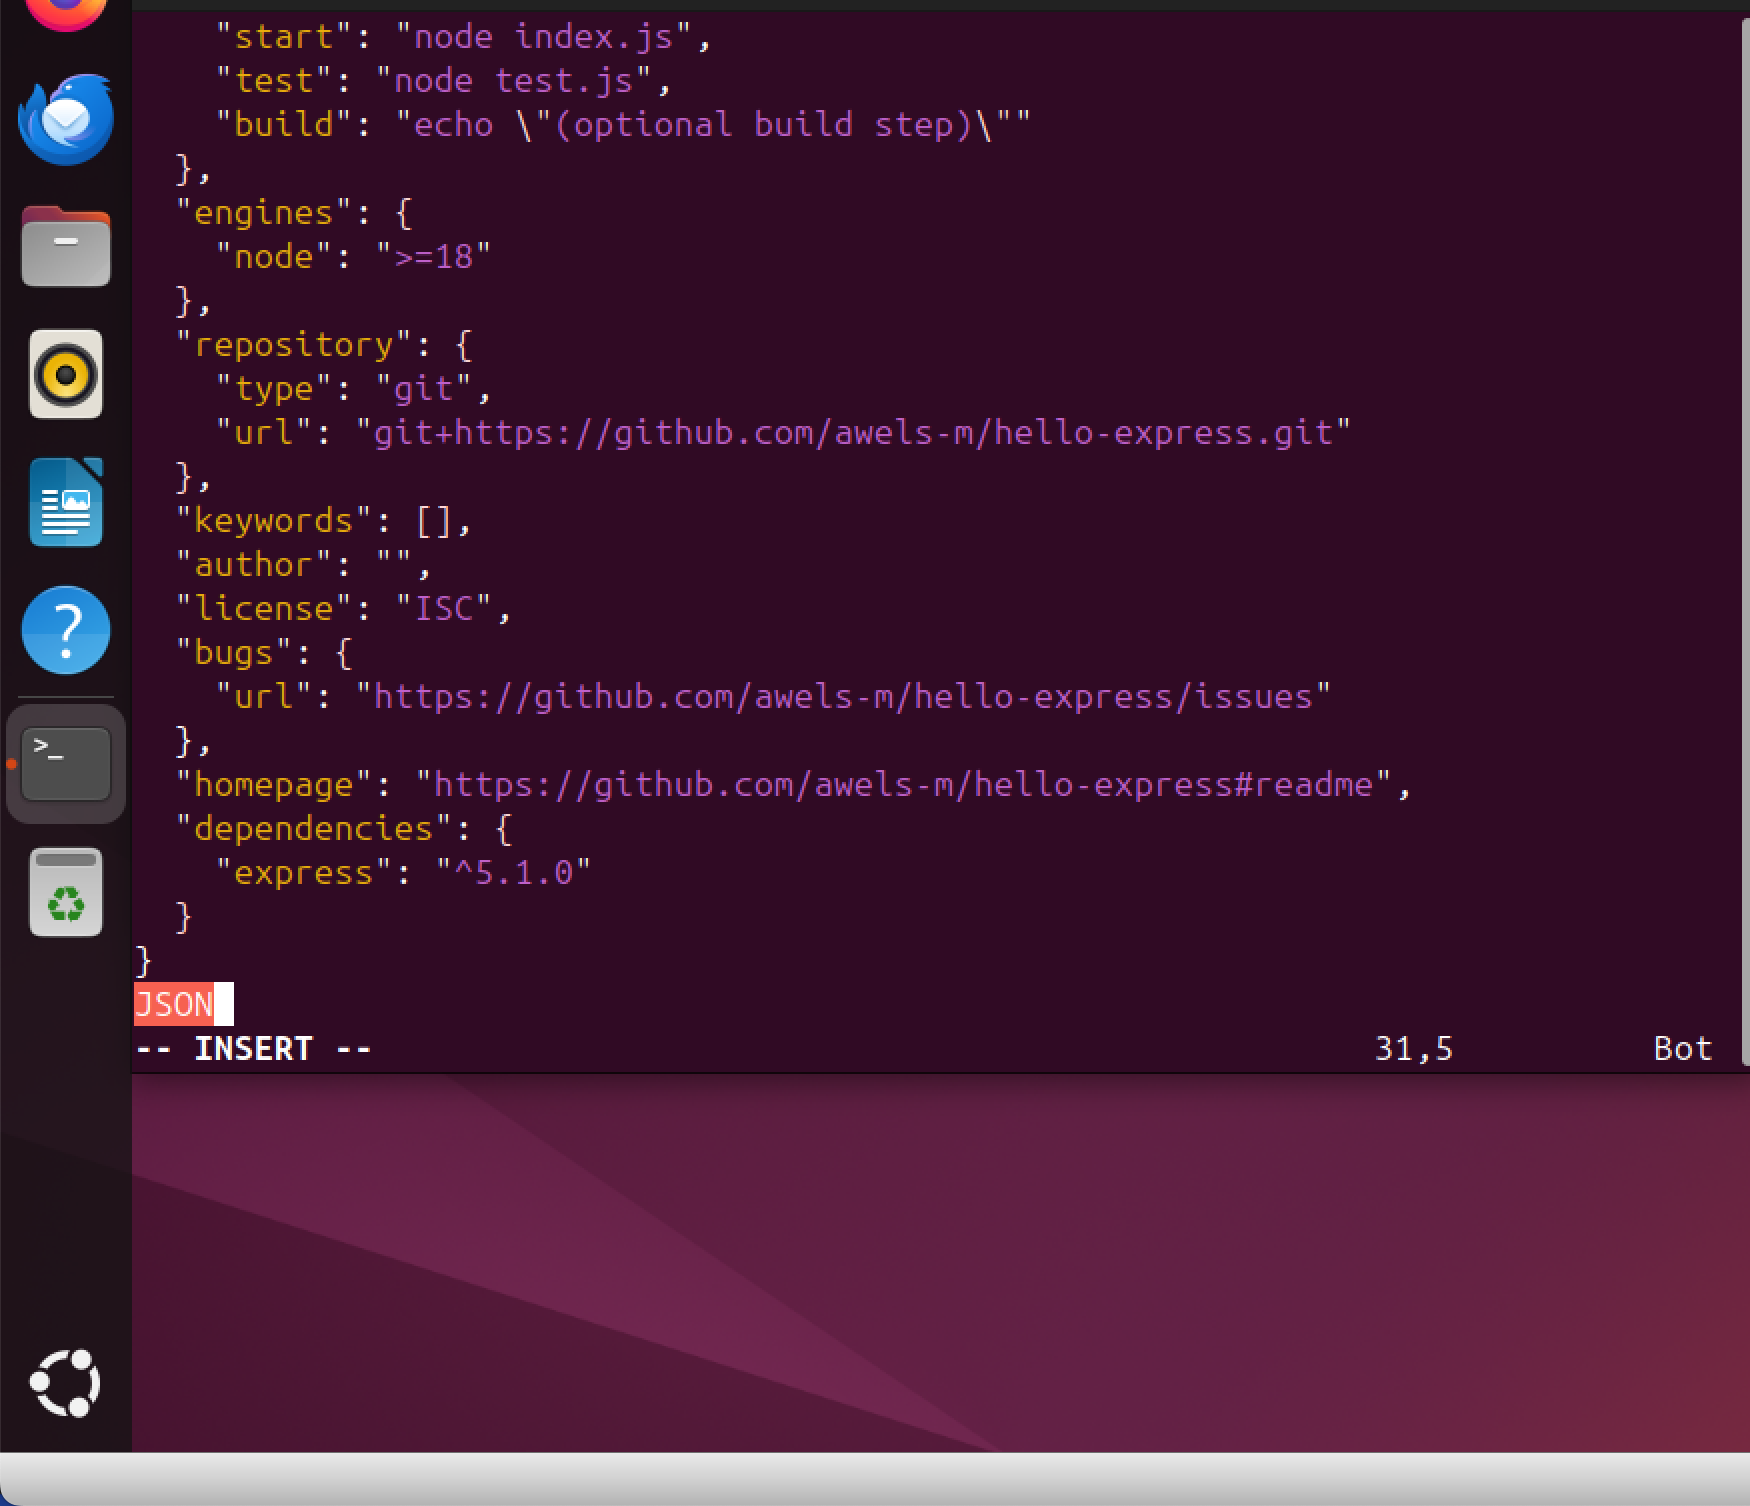 "start": "node index.js",
    "test": "node test.js",
    "build": "echo \"(optional build step)\""
  },
  "engines": {
    "node": ">=18"
  },
  "repository": {
    "type": "git",
    "url": "git+https://github.com/awels-m/hello-express.git"
  },
  "keywords": [],
  "author": "",
  "license": "ISC",
  "bugs": {
    "url": "https://github.com/awels-m/hello-express/issues"
  },
  "homepage": "https://github.com/awels-m/hello-express#readme",
  "dependencies": {
    "express": "^5.1.0"
  }
}
JSON
-- INSERT -- 31,5 Bot